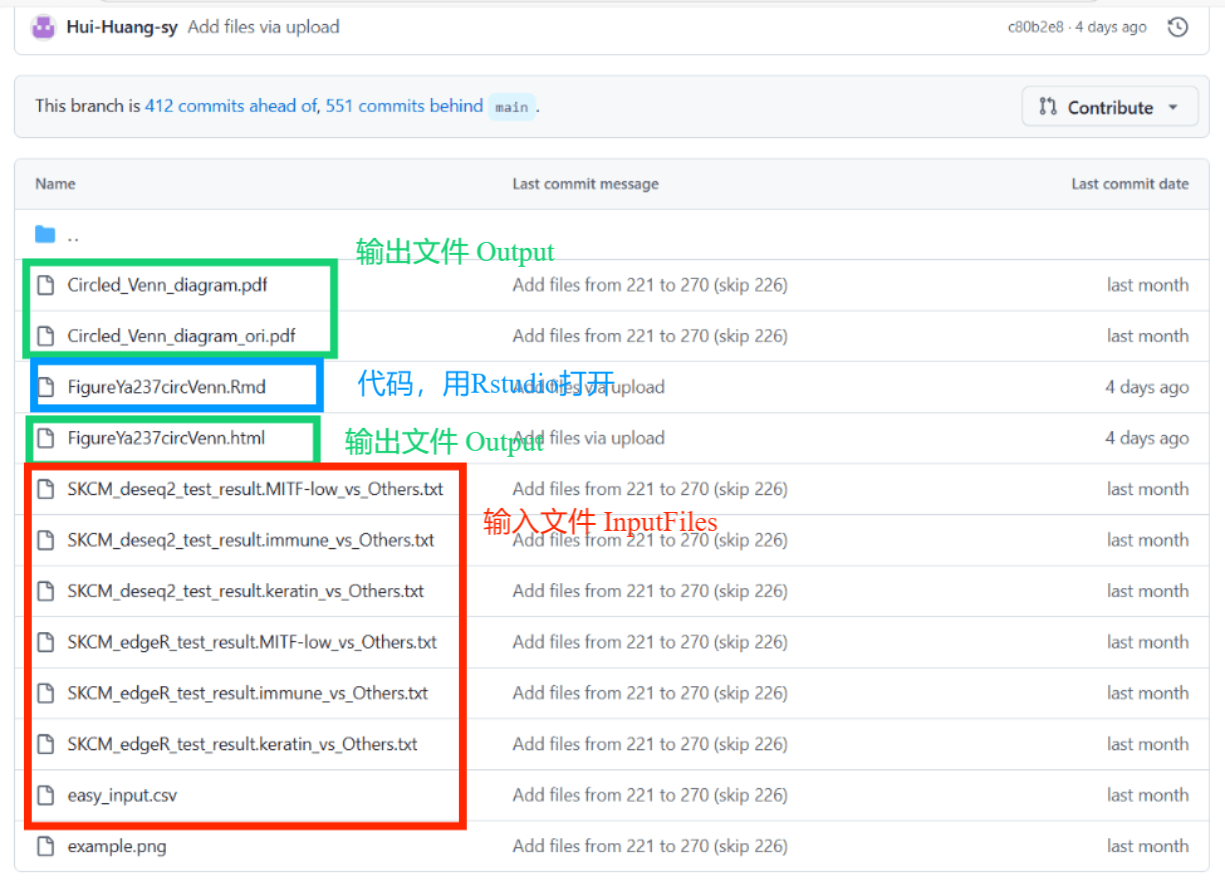 Hui-Huang-sy Add files via upload c80b2e8 · 4 days ago
This branch is 412 commits ahead of, 551 commits behind main .
Contribute
Name Last commit message Last commit date
..
输出文件 Output
Circled_Venn_diagram.pdf Add files from 221 to 270 (skip 226) last month
Circled_Venn_diagram_ori.pdf Add files from 221 to 270 (skip 226) last month
FigureYa237circVenn.Rmd 代码，用Rstudio打开 Add files via upload 4 days ago
FigureYa237circVenn.html 输出文件 Output Add files via upload 4 days ago
SKCM_deseq2_test_result.MITF-low_vs_Others.txt Add files from 221 to 270 (skip 226) last month
输入文件 InputFiles
SKCM_deseq2_test_result.immune_vs_Others.txt Add files from 221 to 270 (skip 226) last month
SKCM_deseq2_test_result.keratin_vs_Others.txt Add files from 221 to 270 (skip 226) last month
SKCM_edgeR_test_result.MITF-low_vs_Others.txt Add files from 221 to 270 (skip 226) last month
SKCM_edgeR_test_result.immune_vs_Others.txt Add files from 221 to 270 (skip 226) last month
SKCM_edgeR_test_result.keratin_vs_Others.txt Add files from 221 to 270 (skip 226) last month
easy_input.csv Add files from 221 to 270 (skip 226) last month
example.png Add files from 221 to 270 (skip 226) last month